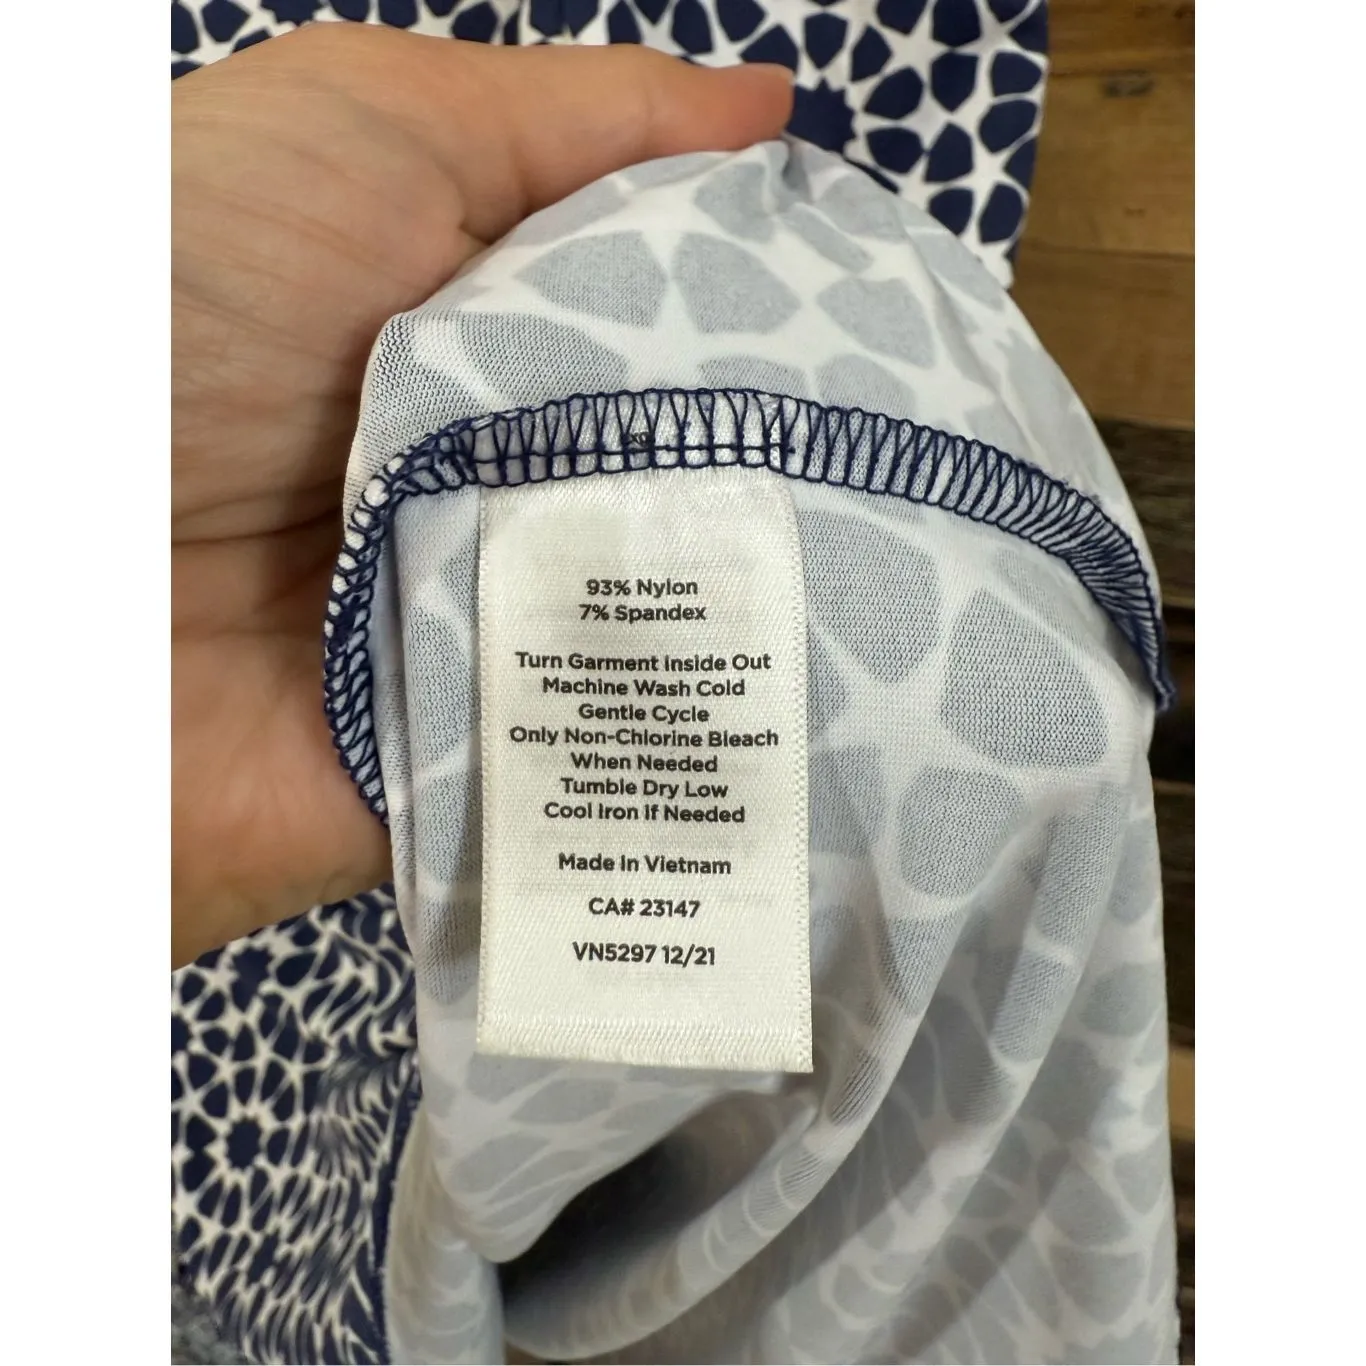 93% Nylon
7% Spandex
Turn Garment Inside Out
Machine Wash Cold
Gentle Cycle
Only Non-Chlorine Bleach
When Needed
Tumble Dry Low
Cool Iron If Needed
Made In Vietnam
CA# 23147
VN5297 12/21